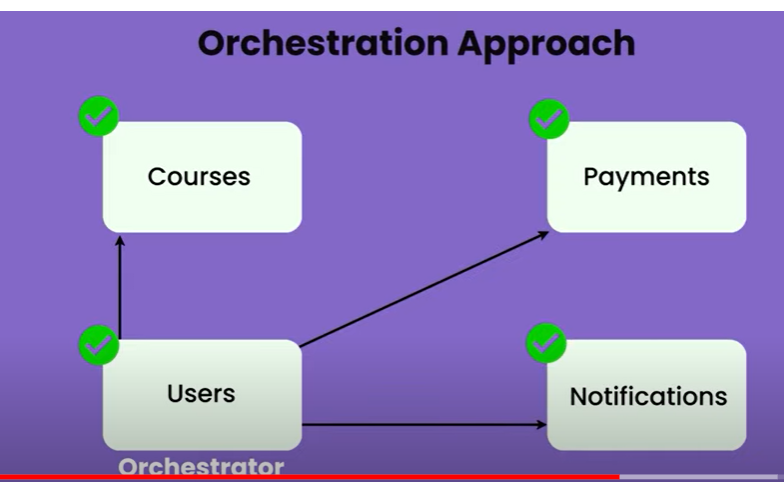 Orchestration Approach
Courses
Payments
Users
Notifications
Orchestrator